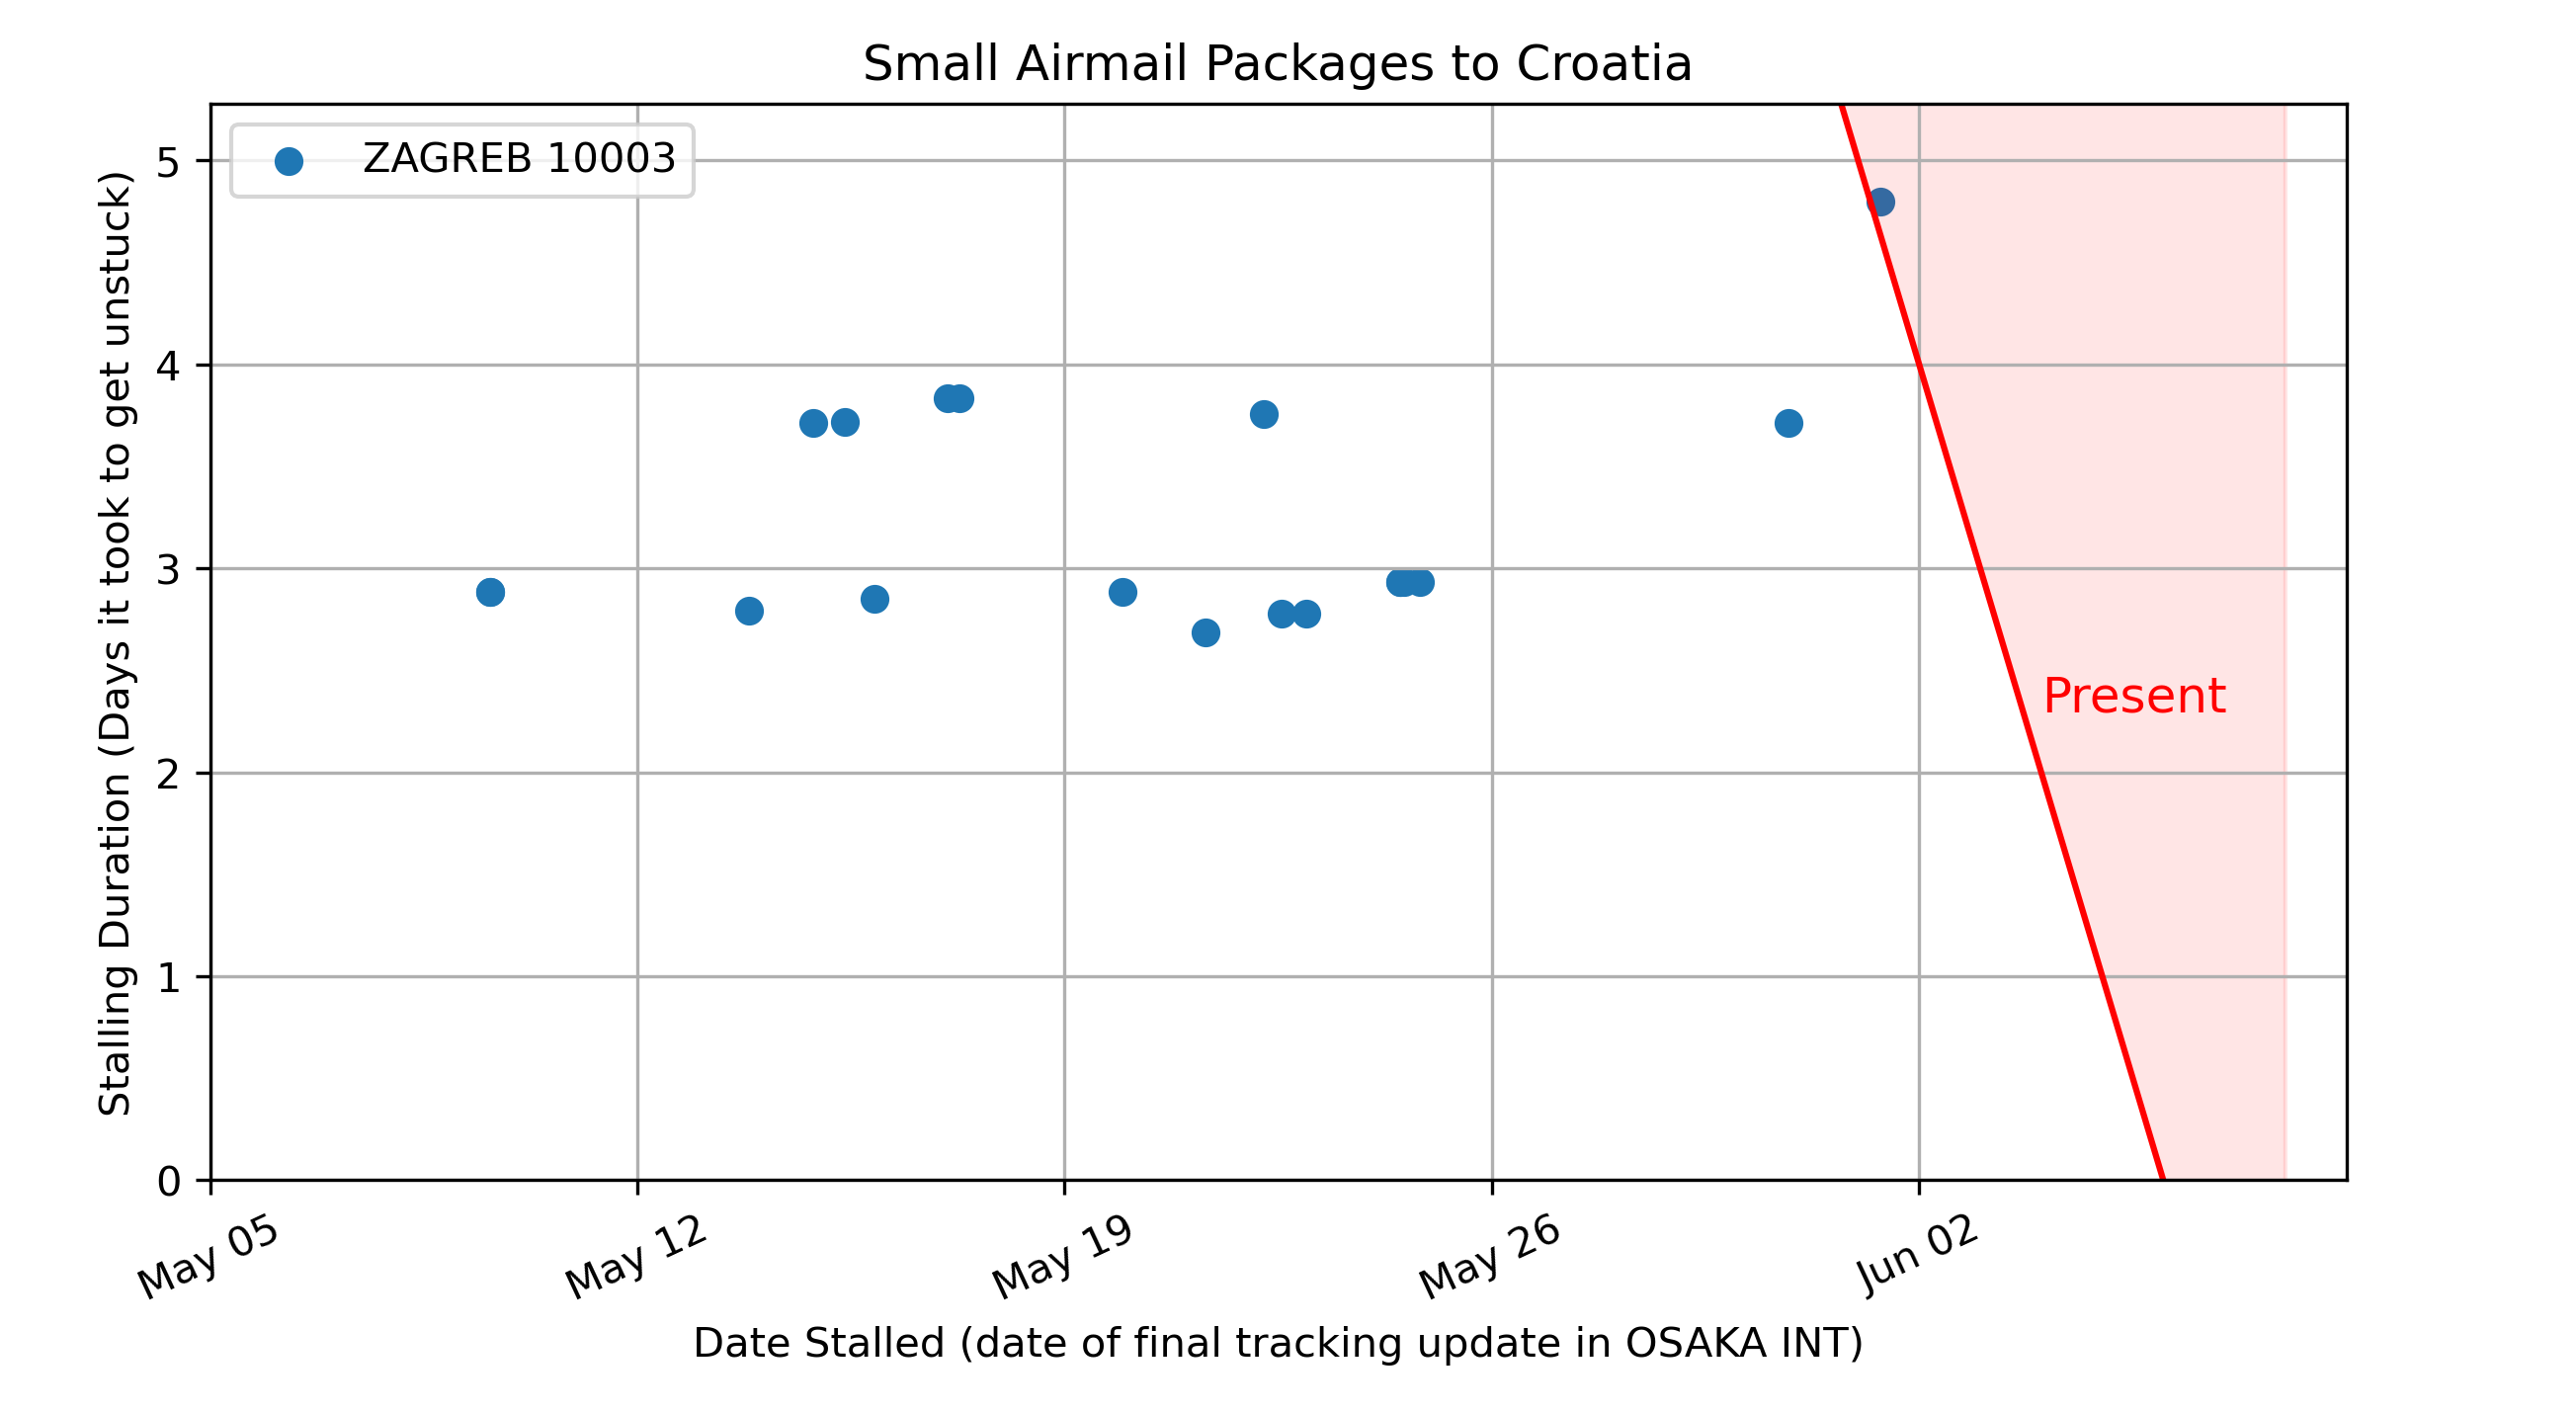 Small Airmail Packages to Croatia
ZAGREB 10003
Stalling Duration (Days it took to get unstuck)
5
4
3
2
1
0
Present
May 05
May 12
May 19
May 26
Jun 02
Date Stalled (date of final tracking update in OSAKA INT)